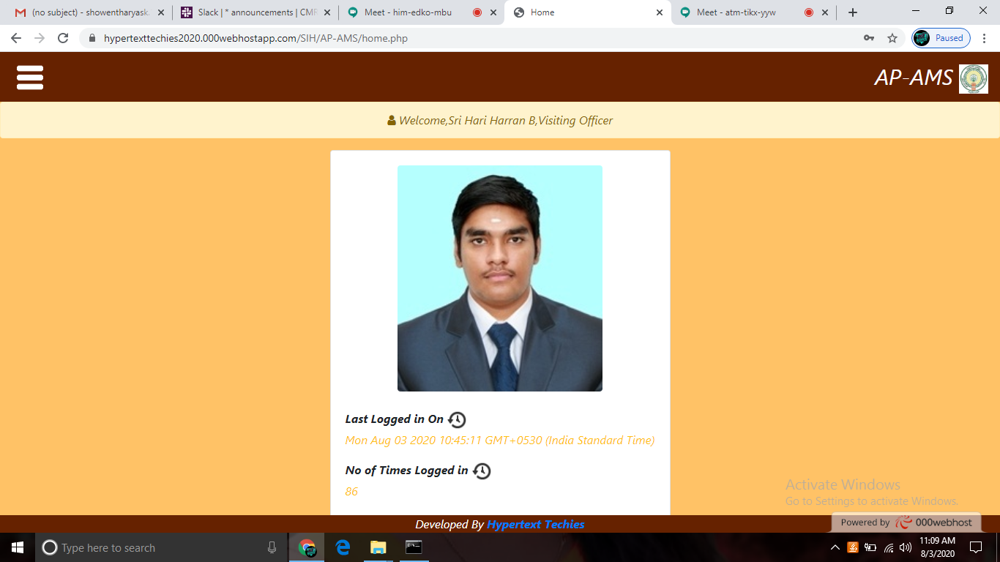 (no subject) - showentharyask
Slack | * announcements | CMR
Meet - him-edko-mbu
Home
Meet - atm-tikx-yyw
hypertexttechies2020.000webhostapp.com/SIH/AP-AMS/home.php
Paused
AP-AMS
Welcome,Sri Hari Harran B,Visiting Officer
Last Logged in On
Mon Aug 03 2020 10:45:11 GMT+0530 (India Standard Time)
No of Times Logged in
86
Activate Windows
Go to Settings to activate Windows.
Powered by 000webhost
Developed By Hypertext Techies
Type here to search
11:09 AM
8/3/2020